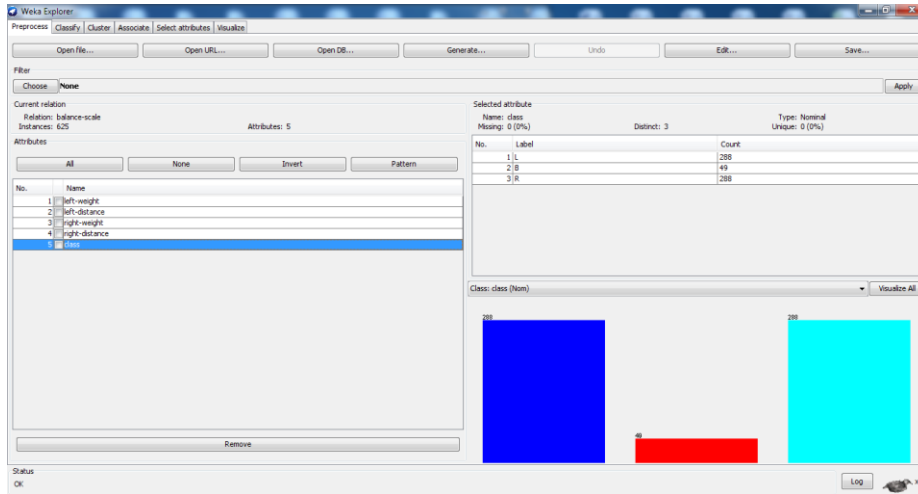 Weka Explorer
Preprocess Classify Cluster Associate Select attributes Visualize
Open file... Open URL... Open DB... Generate... Undo Edit... Save...
Filter
Choose None Apply
Current relation
Relation: balance-scale
Instances: 625 Attributes: 5
Attributes
All None Invert Pattern
No. Name
1 left-weight
2 left-distance
3 right-weight
4 right-distance
5 class
Remove
Selected attribute
Name: class Type: Nominal
Missing: 0 (0%) Distinct: 3 Unique: 0 (0%)
No. Label Count
1 L 288
2 B 49
3 R 288
Class: class (Nom) Visualize All
288 49 288
Status
OK Log x